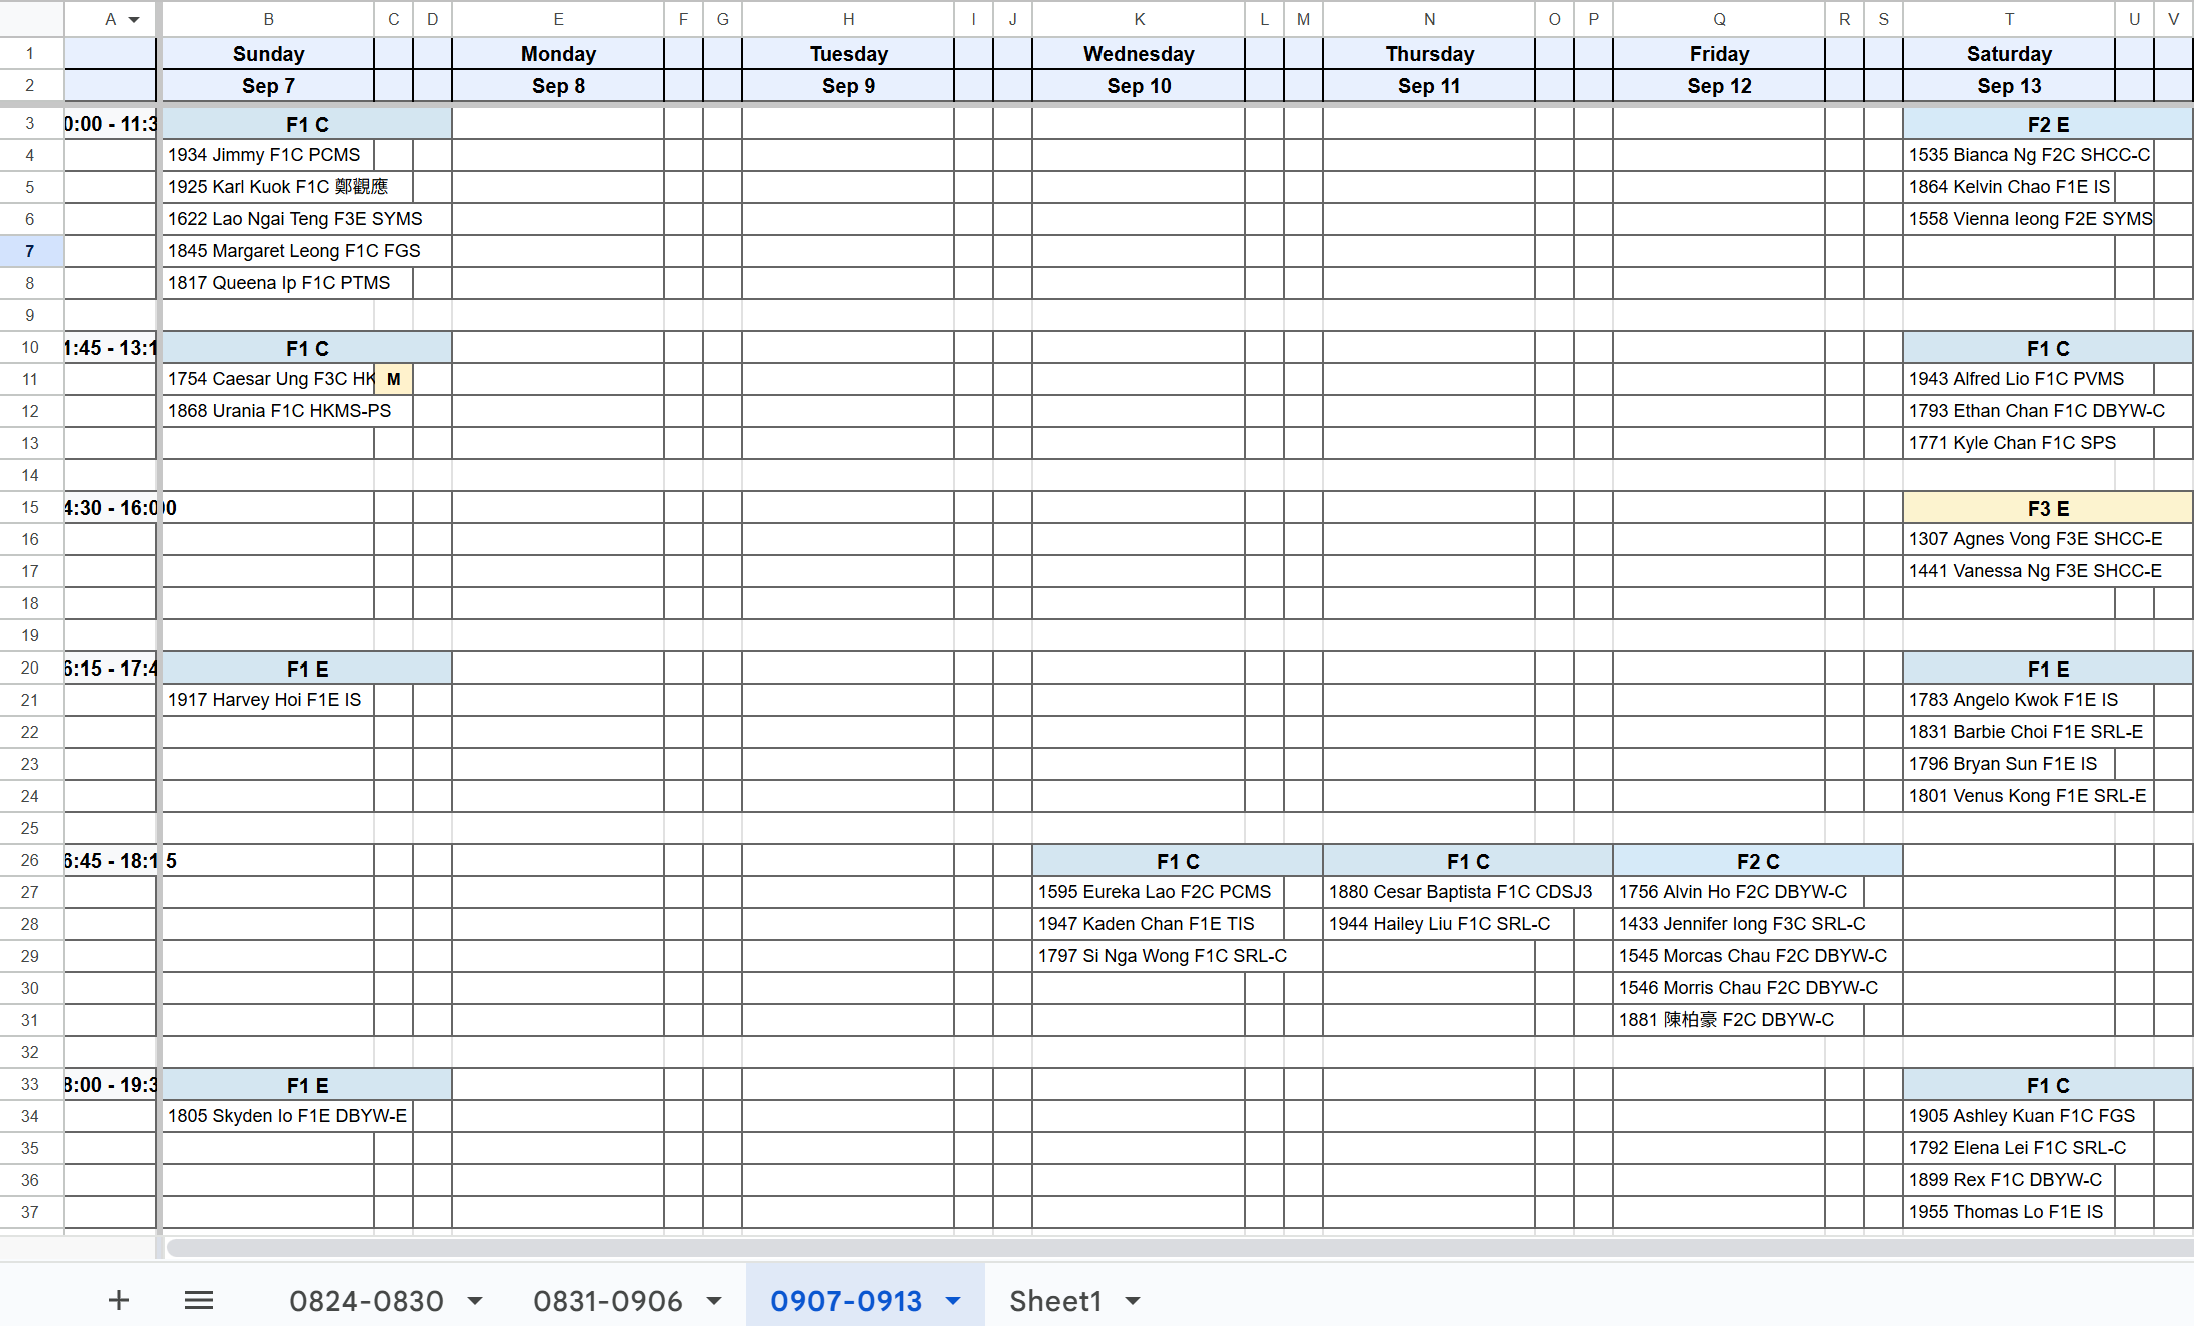 A B C D E F G H I J K L M N O P Q R S T U V
1 Sunday Monday Tuesday Wednesday Thursday Friday Saturday
2 Sep 7 Sep 8 Sep 9 Sep 10 Sep 11 Sep 12 Sep 13
3 0:00 - 11:3 F1 C F2 E
4 1934 Jimmy F1C PCMS 1535 Bianca Ng F2C SHCC-C
5 1925 Karl Kuok F1C 鄭觀應 1864 Kelvin Chao F1E IS
6 1622 Lao Ngai Teng F3E SYMS 1558 Vienna Ieong F2E SYMS
7 1845 Margaret Leong F1C FGS
8 1817 Queena Ip F1C PTMS
9
10 1:45 - 13:1 F1 C F1 C
11 1754 Caesar Ung F3C HK M 1943 Alfred Lio F1C PVMS
12 1868 Urania F1C HKMS-PS 1793 Ethan Chan F1C DBYW-C
13 1771 Kyle Chan F1C SPS
14
15 4:30 - 16:00 F3 E
16 1307 Agnes Vong F3E SHCC-E
17 1441 Vanessa Ng F3E SHCC-E
18
19
20 6:15 - 17:4 F1 E F1 E
21 1917 Harvey Hoi F1E IS 1783 Angelo Kwok F1E IS
22 1831 Barbie Choi F1E SRL-E
23 1796 Bryan Sun F1E IS
24 1801 Venus Kong F1E SRL-E
25
26 6:45 - 18:15 F1 C F1 C F2 C
27 1595 Eureka Lao F2C PCMS 1880 Cesar Baptista F1C CDSJ3 1756 Alvin Ho F2C DBYW-C
28 1947 Kaden Chan F1E TIS 1944 Hailey Liu F1C SRL-C 1433 Jennifer Iong F3C SRL-C
29 1797 Si Nga Wong F1C SRL-C 1545 Morcas Chau F2C DBYW-C
30 1546 Morris Chau F2C DBYW-C
31 1881 陳柏豪 F2C DBYW-C
32
33 8:00 - 19:3 F1 E F1 C
34 1805 Skyden Io F1E DBYW-E 1905 Ashley Kuan F1C FGS
35 1792 Elena Lei F1C SRL-C
36 1899 Rex F1C DBYW-C
37 1955 Thomas Lo F1E IS
0824-0830 0831-0906 0907-0913 Sheet1